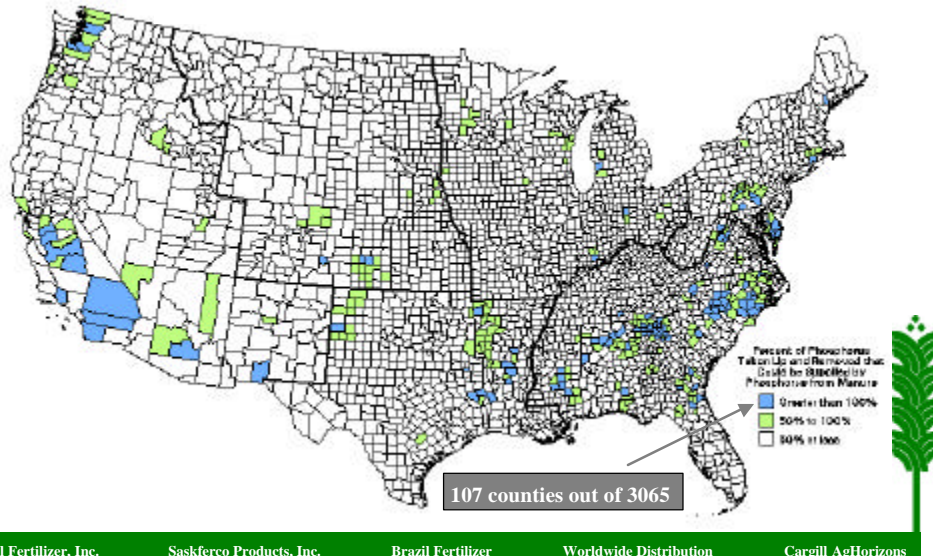 Percent of Phosphorus
Taken Up and Removed that
Could be Supplied by
Phosphorus from Manure
Greater than 100%
50% to 100%
50% or less
107 counties out of 3065
l Fertilizer, Inc. Saskferco Products, Inc. Brazil Fertilizer Worldwide Distribution Cargill AgHorizons